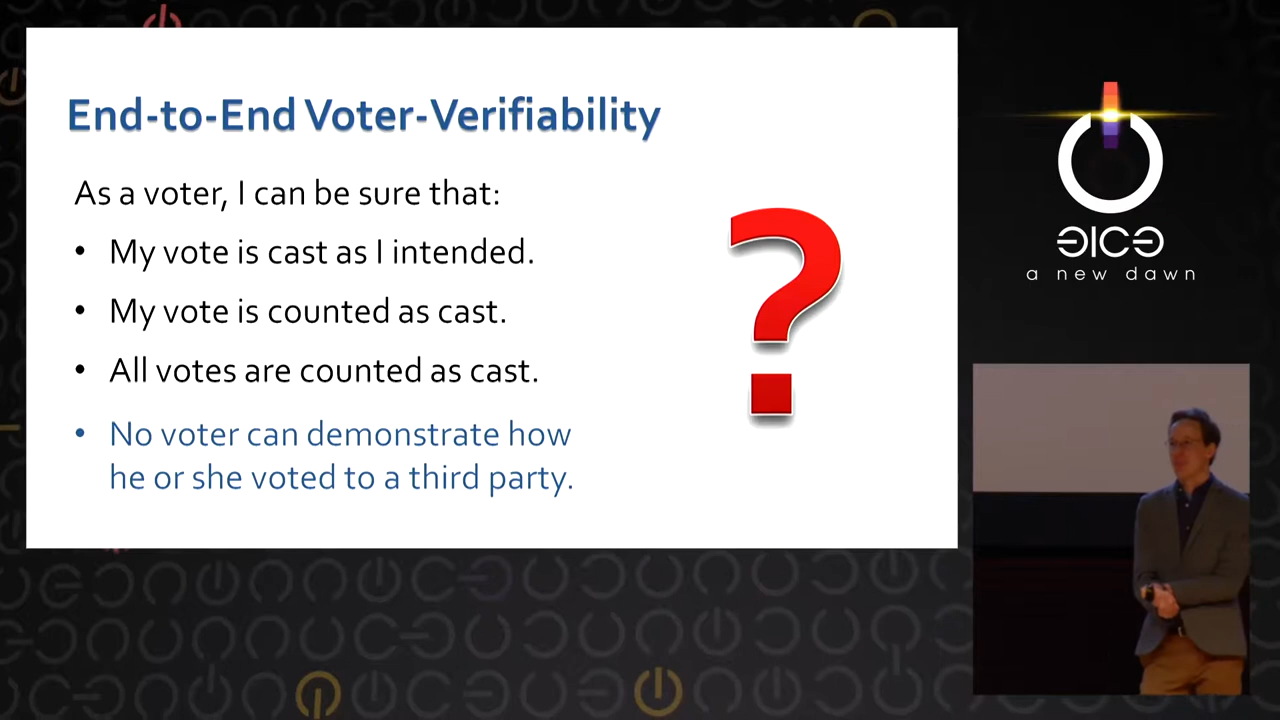 End-to-End Voter-Verifiability
As a voter, I can be sure that:
• My vote is cast as I intended.
• My vote is counted as cast.
• All votes are counted as cast.
• No voter can demonstrate how
he or she voted to a third party.
?
a new dawn